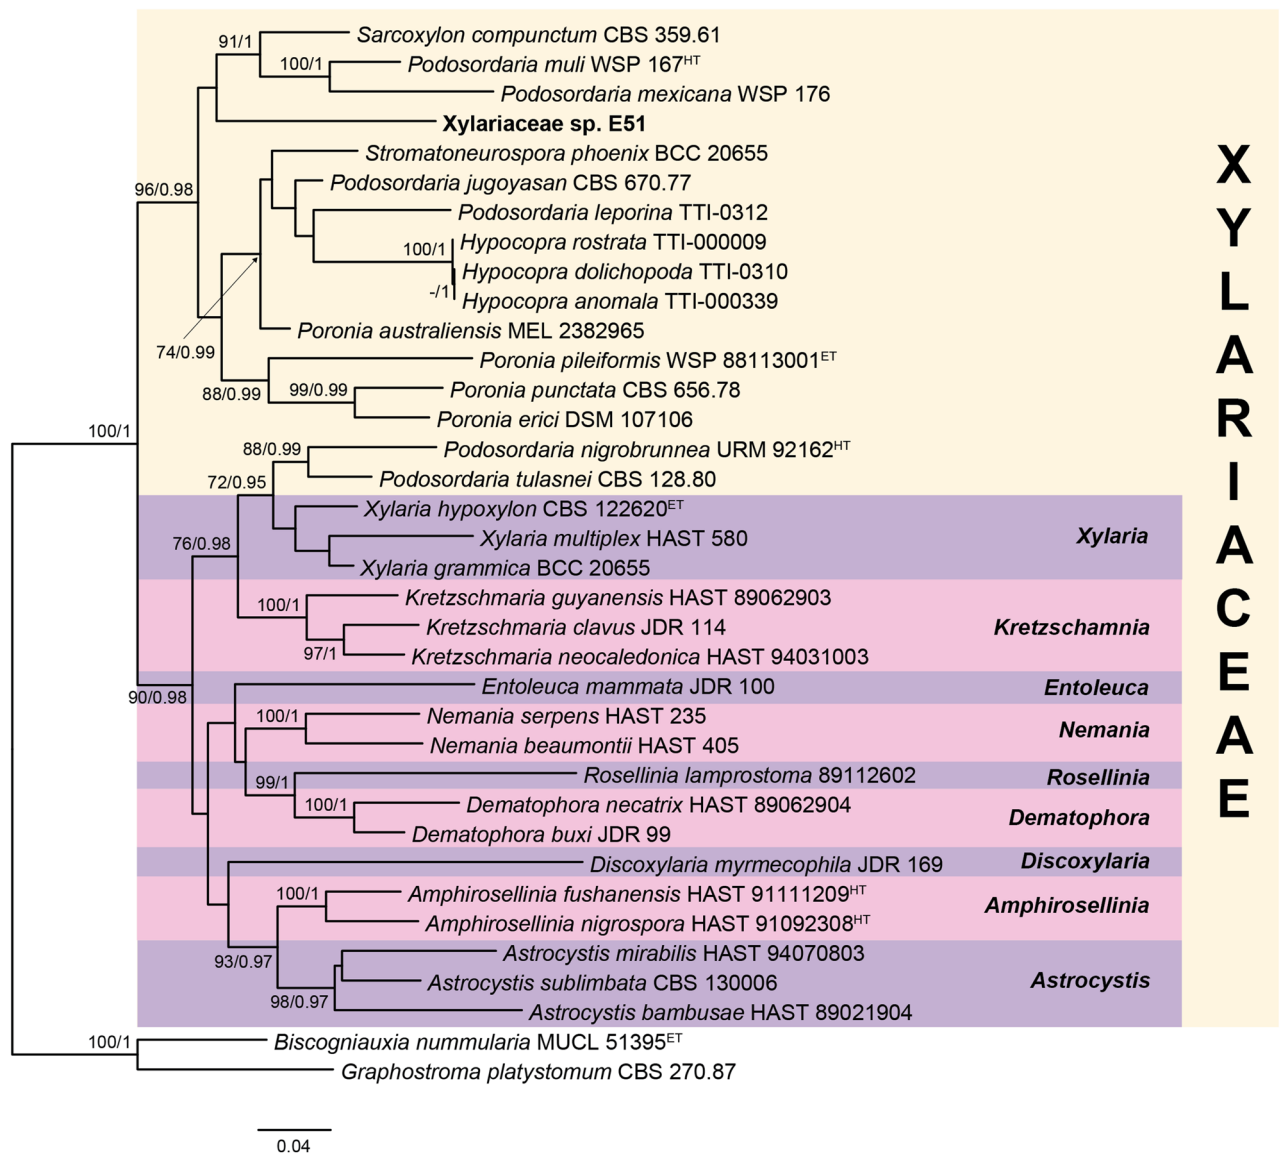 91/1
Sarcoxylon compunctum CBS 359.61
100/1
Podosordaria muli WSP 167HT
Podosordaria mexicana WSP 176
Xylariaceae sp. E51
Stromatoneurospora phoenix BCC 20655
96/0.98
Podosordaria jugoyasan CBS 670.77
Podosordaria leporina TTI-0312
100/1
Hypocopra rostrata TTI-000009
Hypocopra dolichopoda TTI-0310
-/1
Hypocopra anomala TTI-000339
Poronia australiensis MEL 2382965
74/0.99
Poronia pileiformis WSP 88113001ET
88/0.99
99/0.99
Poronia punctata CBS 656.78
Poronia erici DSM 107106
100/1
88/0.99
Podosordaria nigrobrunnea URM 92162HT
72/0.95
Podosordaria tulasnei CBS 128.80
Xylaria hypoxylon CBS 122620ET
76/0.98
Xylaria multiplex HAST 580
Xylaria
Xylaria grammica BCC 20655
100/1
Kretzschmaria guyanensis HAST 89062903
Kretzschmaria clavus JDR 114
Kretzschamnia
97/1
Kretzschmaria neocaledonica HAST 94031003
90/0.98
Entoleuca mammata JDR 100
Entoleuca
100/1
Nemania serpens HAST 235
Nemania
Nemania beaumontii HAST 405
99/1
Rosellinia lamprostoma 89112602
Rosellinia
100/1
Dematophora necatrix HAST 89062904
Dematophora
Dematophora buxi JDR 99
Discoxylaria myrmecophila JDR 169
Discoxylaria
100/1
Amphirosellinia fushanensis HAST 91111209HT
Amphirosellinia
Amphirosellinia nigrospora HAST 91092308HT
93/0.97
Astrocystis mirabilis HAST 94070803
Astrocystis sublimbata CBS 130006
Astrocystis
98/0.97
Astrocystis bambusae HAST 89021904
100/1
Biscogniauxia nummularia MUCL 51395ET
Graphostroma platystomum CBS 270.87
0.04
XYLARIACEAE